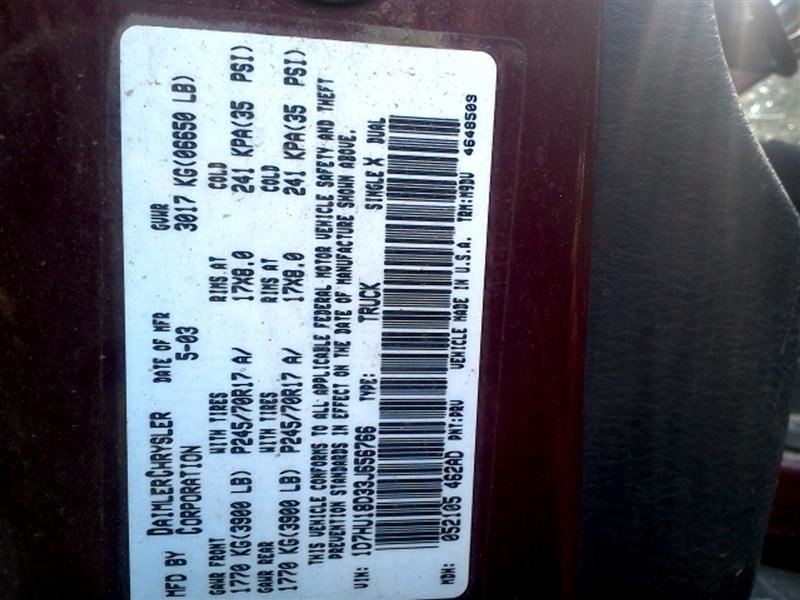 MFD BY DAIMLERCHRYSLER DATE OF MFR GVWR
CORPORATION 5-03 3017 KG(06650 LB)
GAWR FRONT WITH TIRES RIMS AT COLD
1770 KG(3900 LB) P245/70R17 A/ 17X8.0 241 KPA(35 PSI)
GAWR REAR WITH TIRES RIMS AT COLD
1770 KG(3900 LB) P245/70R17 A/ 17X8.0 241 KPA(35 PSI)
THIS VEHICLE CONFORMS TO ALL APPLICABLE FEDERAL MOTOR VEHICLE SAFETY AND THEFT
PREVENTION STANDARDS IN EFFECT ON THE DATE OF MANUFACTURE SHOWN ABOVE.
VIN: 1D7HU18D33J656766 TYPE: TRUCK SINGLE X DUAL
MDH: 052105 462AD PNT:PRV VEHICLE MADE IN U.S.A. TRM:M9DV 4648509